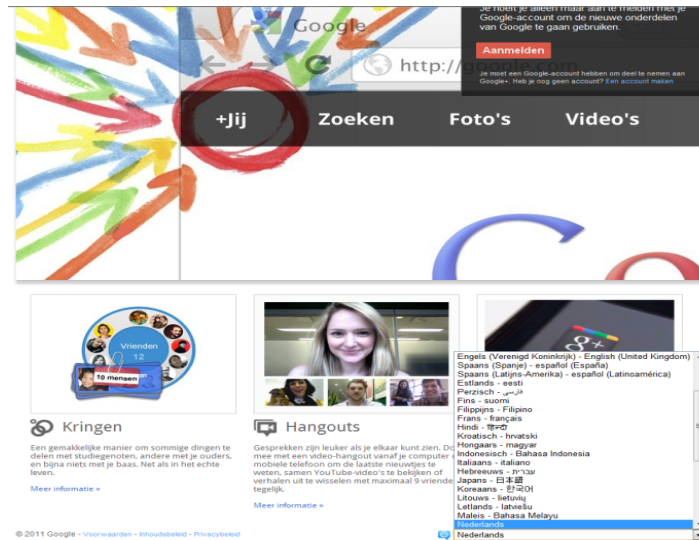 Je hoeft je alleen maar aan te melden met je
Google-account om de nieuwe onderdelen
van Google te gaan gebruiken.
Aanmelden
Je moet een Google-account hebben om deel te nemen aan
Google+. Heb je nog geen account? Een account maken
Google
http://google.com
+Jij Zoeken Foto's Video's
Vrienden
12
10 mensen
g+
Kringen
Een gemakkelijke manier om sommige dingen te
delen met studiegenoten, andere met je ouders,
en bijna niets met je baas. Net als in het echte
leven.
Meer informatie »
Hangouts
Gesprekken zijn leuker als je elkaar kunt zien. Do
mee met een video-hangout vanaf je computer o
mobiele telefoon om de laatste nieuwtjes te
weten, samen YouTube-video's te bekijken of
verhalen uit te wisselen met maximaal 9 vriende
tegelijk.
Meer informatie »
Engels (Verenigd Koninkrijk) - English (United Kingdom)
Spaans (Spanje) - español (España)
Spaans (Latijns-Amerika) - español (Latinoamérica)
Estlands - eesti
Perzisch - فارسی
Fins - suomi
Filippijns - Filipino
Frans - français
Hindi - हिन्दी
Kroatisch - hrvatski
Hongaars - magyar
Indonesisch - Bahasa Indonesia
Italiaans - italiano
Hebreeuws - עברית
Japans - 日本語
Koreaans - 한국어
Litouws - lietuvių
Letlands - latviešu
Maleis - Bahasa Melayu
Nederlands
Nederlands
© 2011 Google - Voorwaarden - Inhoudsbeleid - Privacybeleid